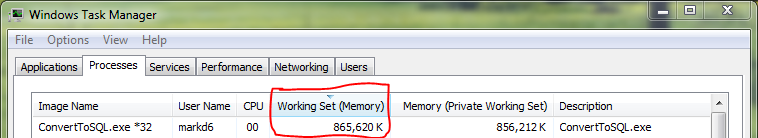 Windows Task Manager
File Options View Help
Applications Processes Services Performance Networking Users
Image Name User Name CPU Working Set (Memory) Memory (Private Working Set) Description
ConvertToSQL.exe *32 markd6 00 865,620 K 856,212 K ConvertToSQL.exe